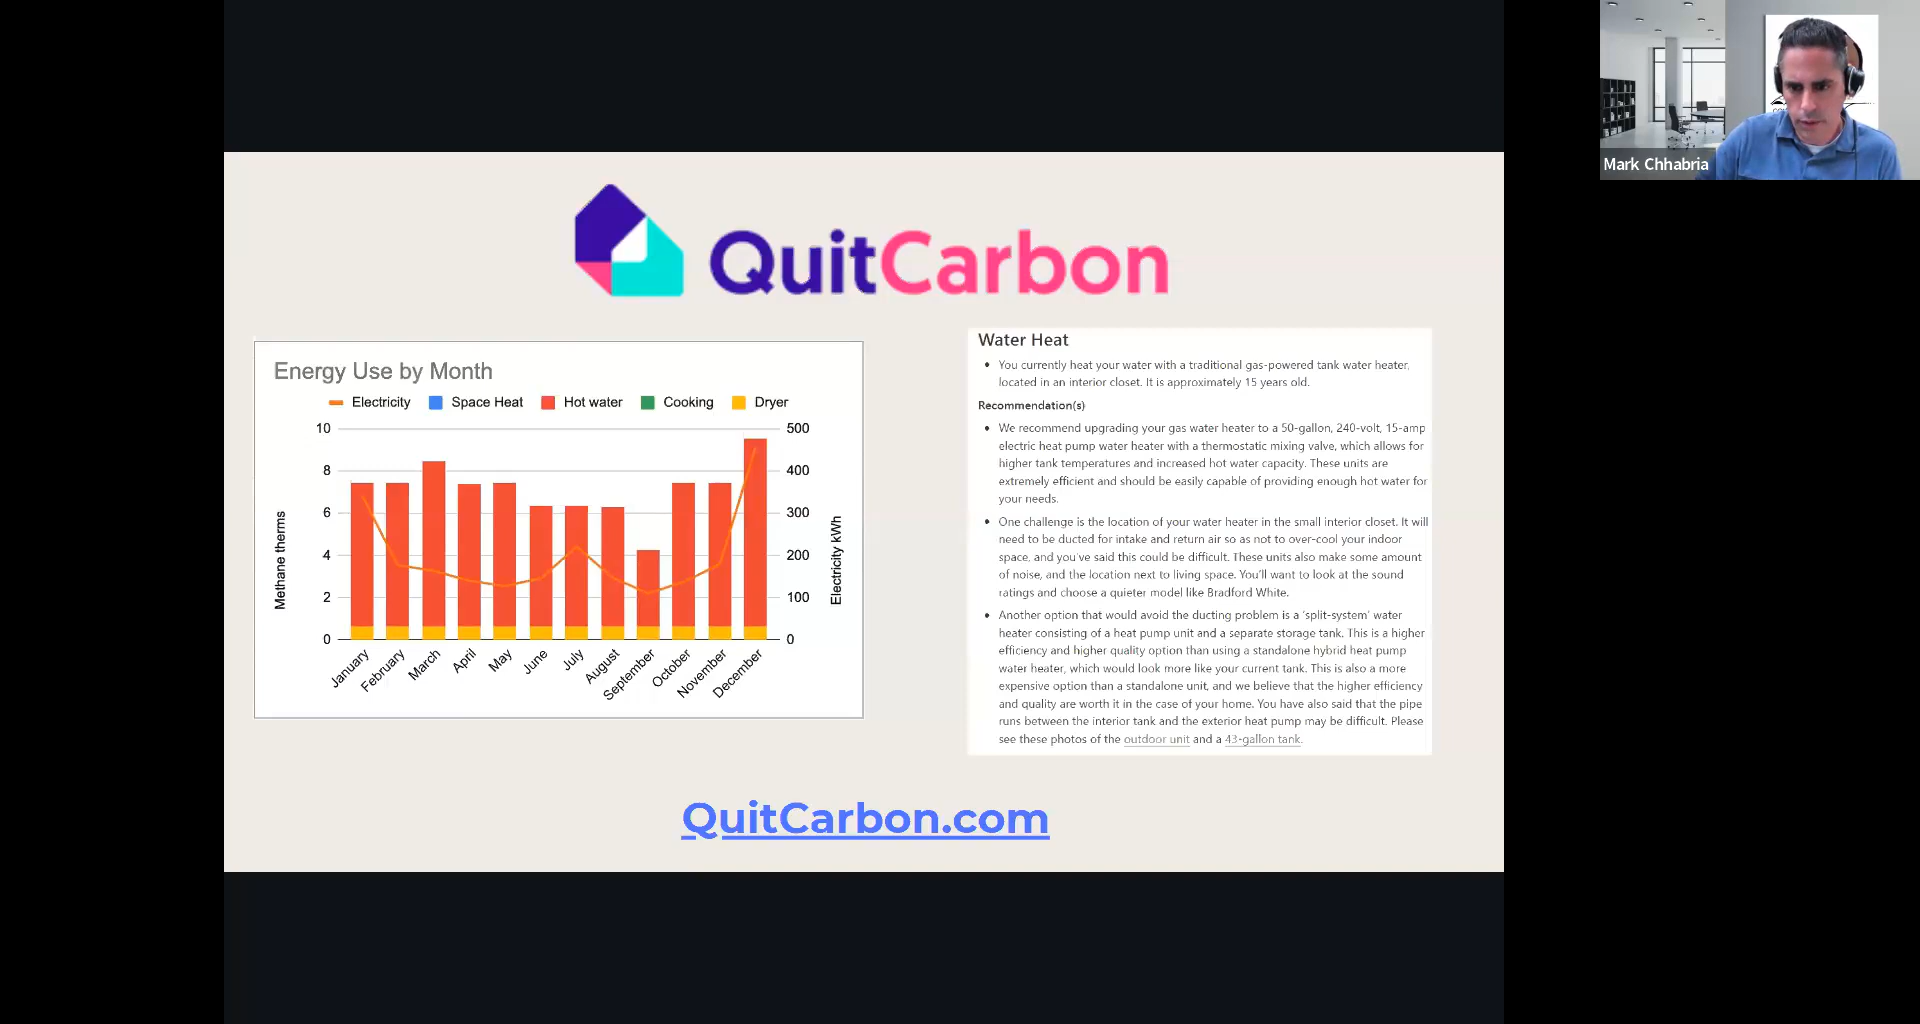 Mark Chhabria
QuitCarbon
Energy Use by Month
Electricity Space Heat Hot water Cooking Dryer
Methane therms
10
8
6
4
2
0
500
400
300
200
100
0
Electricity kWh
January February March April May June July August September October November December
Water Heat
• You currently heat your water with a traditional gas-powered tank water heater,
located in an interior closet. It is approximately 15 years old.
Recommendation(s)
• We recommend upgrading your gas water heater to a 50-gallon, 240-volt, 15-amp
electric heat pump water heater with a thermostatic mixing valve, which allows for
higher tank temperatures and increased hot water capacity. These units are
extremely efficient and should be easily capable of providing enough hot water for
your needs.
• One challenge is the location of your water heater in the small interior closet. It will
need to be ducted for intake and return air so as not to over-cool your indoor
space, and you've said this could be difficult. These units also make some amount
of noise, and the location next to living space. You'll want to look at the sound
ratings and choose a quieter model like Bradford White.
• Another option that would avoid the ducting problem is a 'split-system' water
heater consisting of a heat pump unit and a separate storage tank. This is a higher
efficiency and higher quality option than using a standalone hybrid heat pump
water heater, which would look more like your current tank. This is also a more
expensive option than a standalone unit, and we believe that the higher efficiency
and quality are worth it in the case of your home. You have also said that the pipe
runs between the interior tank and the exterior heat pump may be difficult. Please
see these photos of the outdoor unit and a 43-gallon tank.
QuitCarbon.com